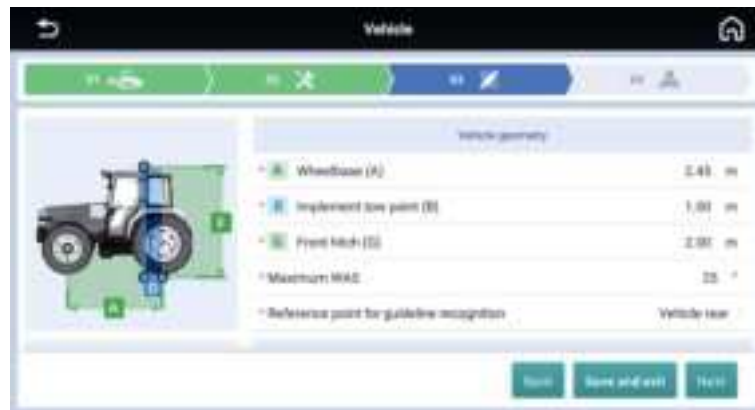 Vehicle
Vehicle geometry
* A Wheelbase (A) 2.45 m
* Implement tow point (B) 1.00 m
* Front hitch (G) 2.00 m
* Maximum WAS 25 °
* Reference point for guideline recognition Vehicle rear
A
Save and exit
Next